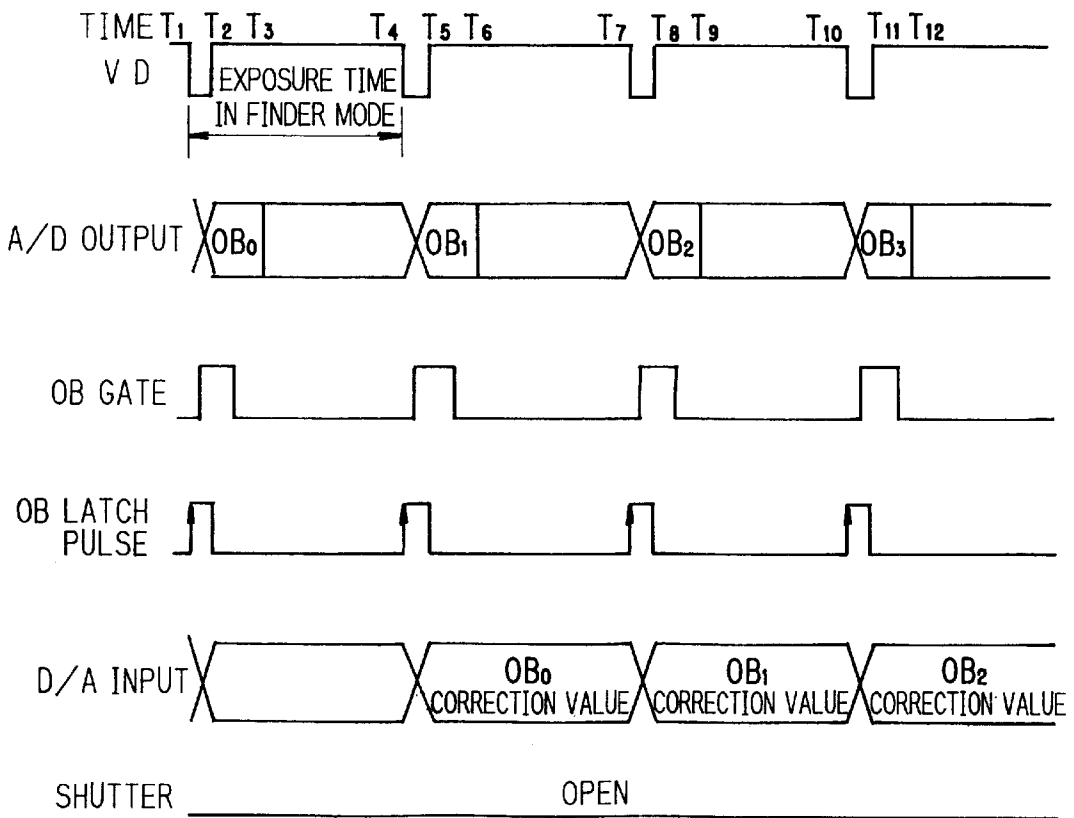 TIME T₁ T₂ T₃ T₄ T₅ T₆ T₇ T₈ T₉ T₁₀ T₁₁ T₁₂
VD
EXPOSURE TIME
IN FINDER MODE
A/D OUTPUT OB₀ OB₁ OB₂ OB₃
OB GATE
OB LATCH
PULSE
D/A INPUT
OB₀
CORRECTION VALUE
OB₁
CORRECTION VALUE
OB₂
CORRECTION VALUE
SHUTTER OPEN